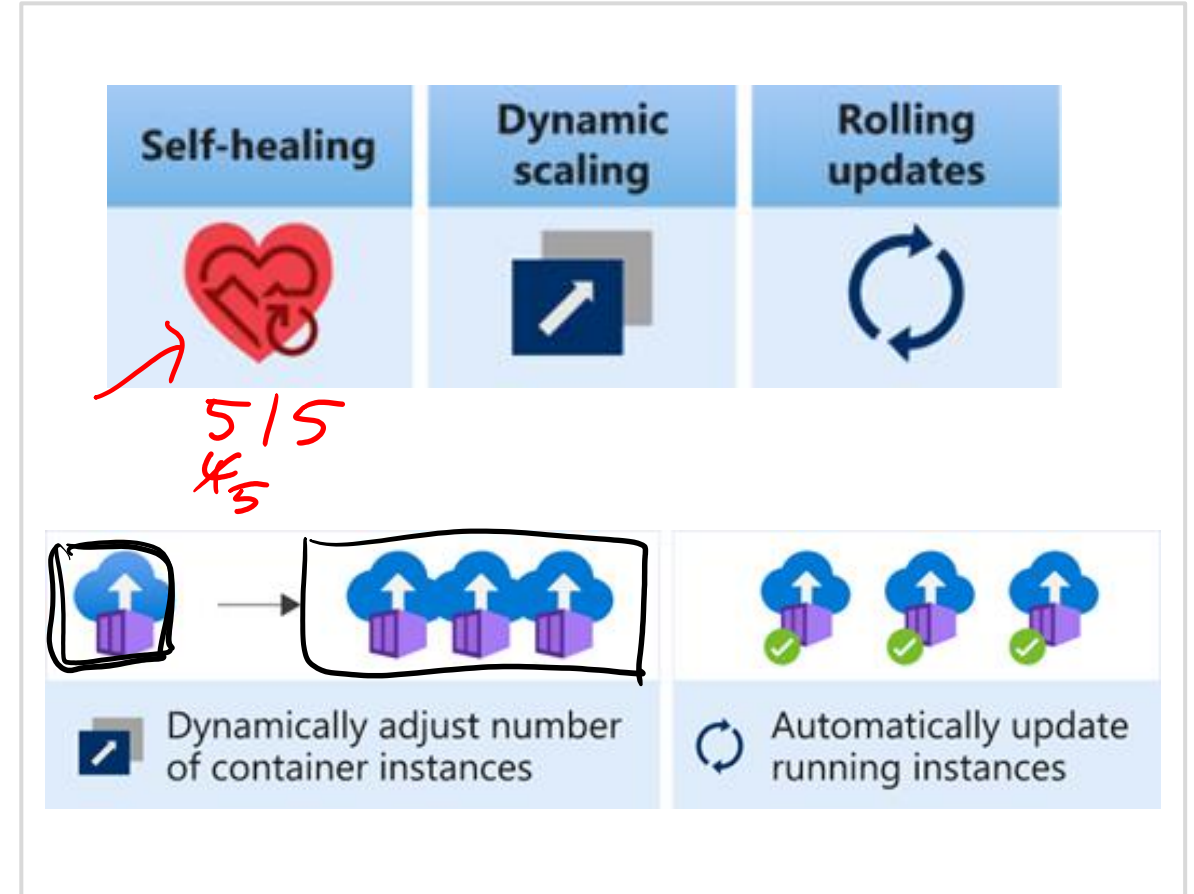 Self-healing
Dynamic
scaling
Rolling
updates
5/5
4/5
Dynamically adjust number
of container instances
Automatically update
running instances